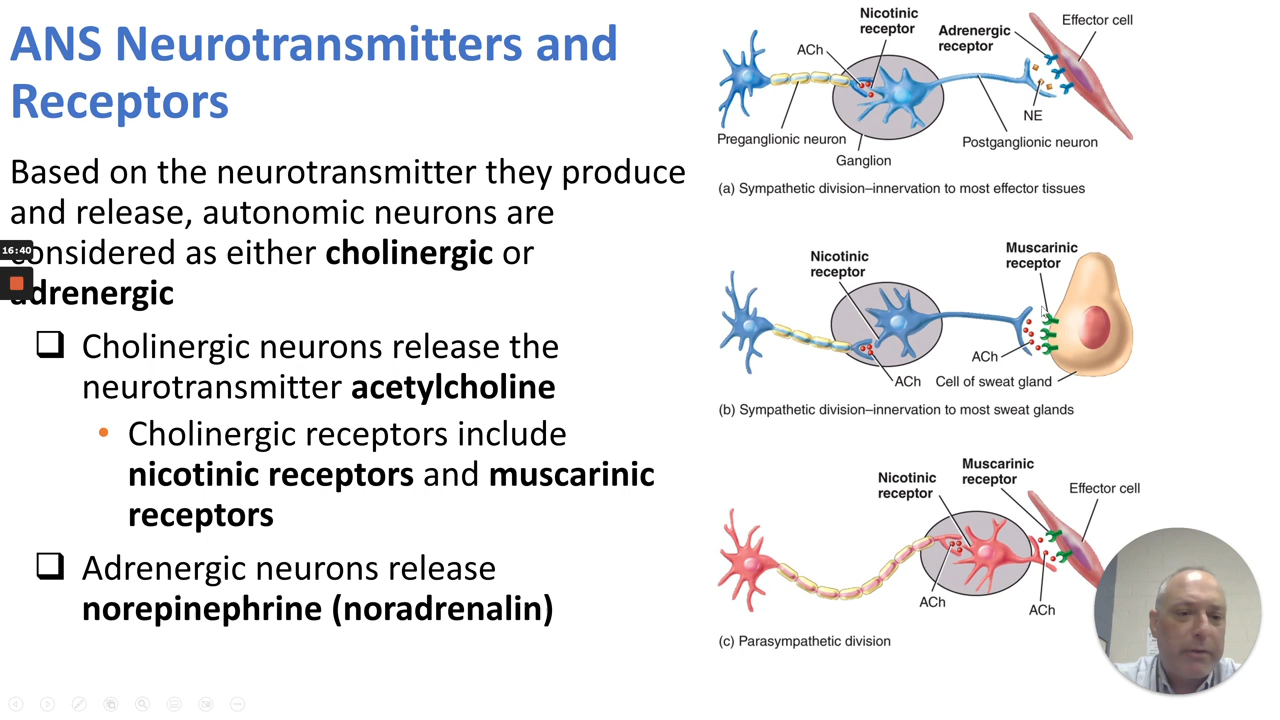 ANS Neurotransmitters and
Receptors
Based on the neurotransmitter they produce
and release, autonomic neurons are
considered as either cholinergic or
adrenergic
16:40
Cholinergic neurons release the
neurotransmitter acetylcholine
Cholinergic receptors include
nicotinic receptors and muscarinic
receptors
Adrenergic neurons release
norepinephrine (noradrenalin)
Nicotinic
receptor
Adrenergic
receptor
Effector cell
ACh
NE
Preganglionic neuron
Postganglionic neuron
Ganglion
(a) Sympathetic division–innervation to most effector tissues
Nicotinic
receptor
Muscarinic
receptor
ACh
ACh
Cell of sweat gland
(b) Sympathetic division–innervation to most sweat glands
Nicotinic
receptor
Muscarinic
receptor
Effector cell
ACh
ACh
(c) Parasympathetic division